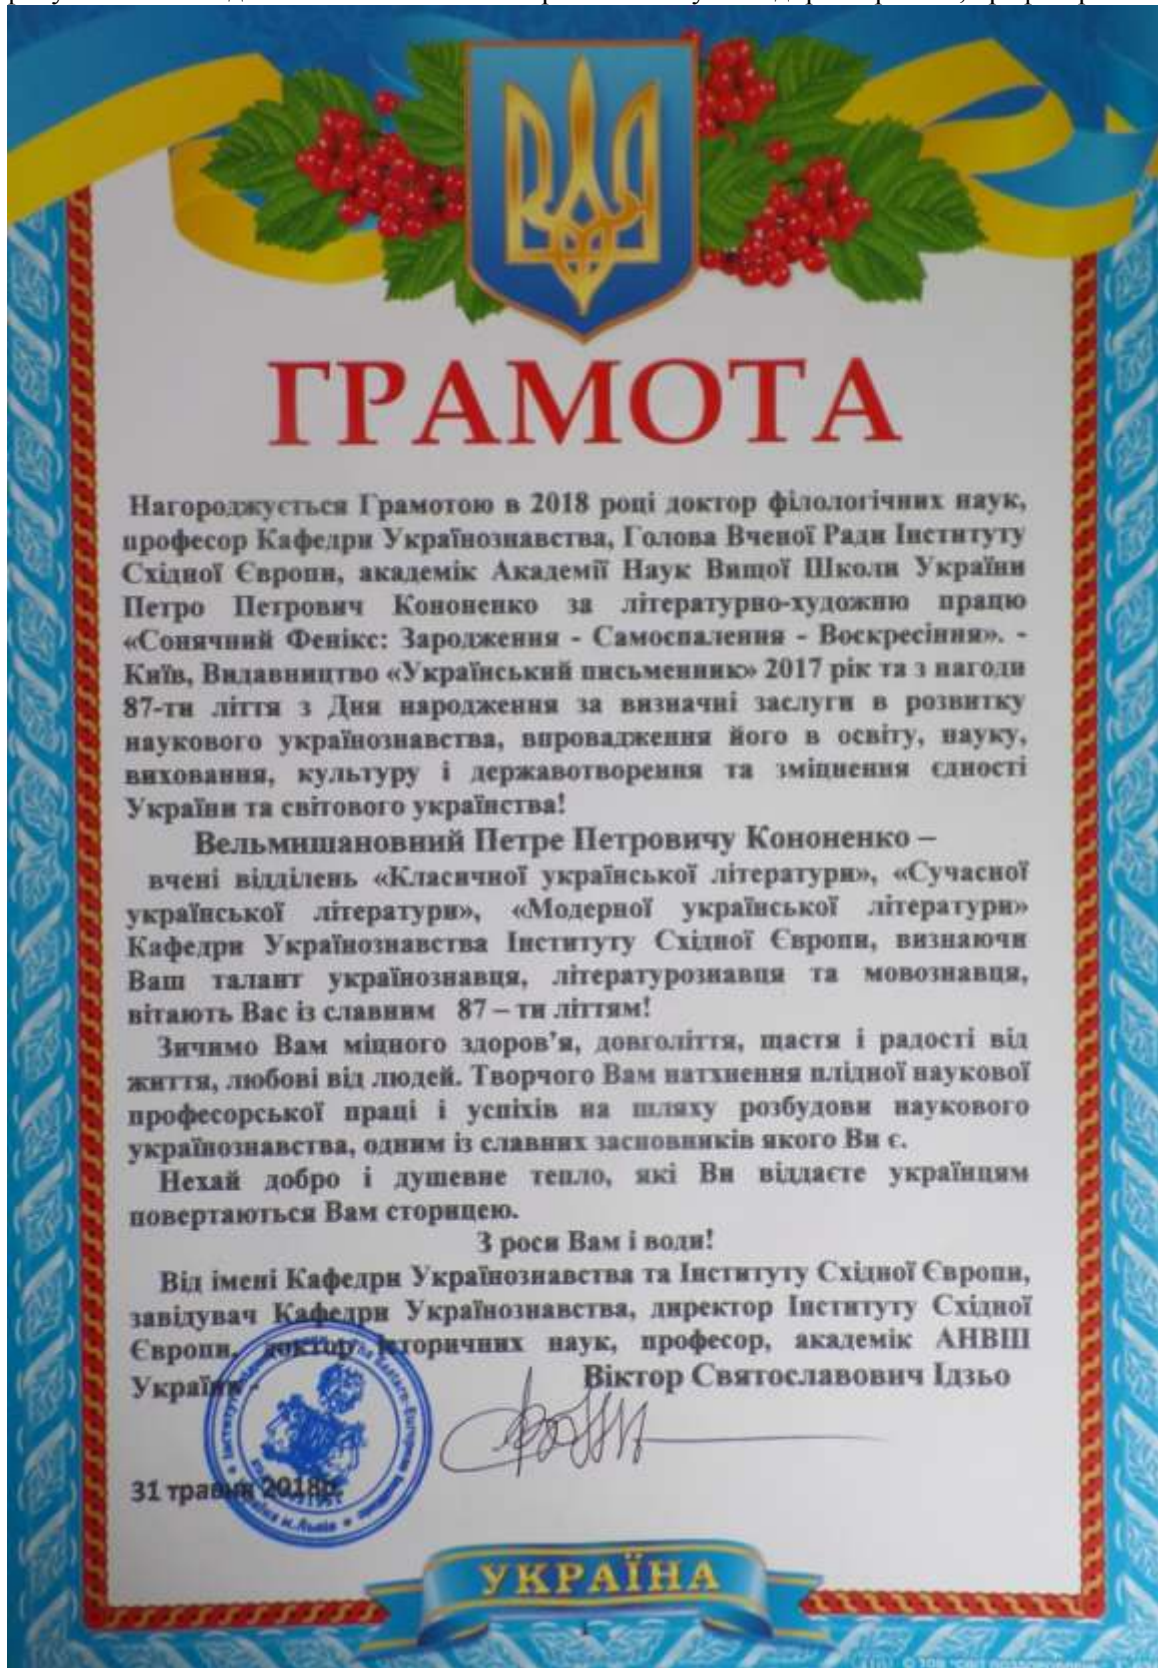 ГРАМОТА
Нагороджується Грамотою в 2018 році доктор філологічних наук,
професор Кафедри Українознавства, Голова Вченої Ради Інституту
Східної Європи, академік Академії Наук Вищої Школи України
Петро Петрович Кононенко за літературно-художню працю
«Сонячний Фенікс: Зародження - Самоспалення - Воскресіння». -
Київ, Видавництво «Український письменник» 2017 рік та з нагоди
87-ти ліття з Дня народження за визначні заслуги в розвитку
наукового українознавства, впровадження його в освіту, науку,
виховання, культуру і державотворення та зміцнення єдності
України та світового українства!
Вельмишановний Петре Петровичу Кононенко –
вчені відділень «Класичної української літератури», «Сучасної
української літератури», «Модерної української літератури»
Кафедри Українознавства Інституту Східної Європи, визнаючи
Ваш талант українознавця, літературознавця та мовознавця,
вітають Вас із славним 87 – ти літтям!
Зичимо Вам міцного здоров’я, довголіття, щастя і радості від
життя, любові від людей. Творчого Вам натхнення плідної наукової
професорської праці і успіхів на шляху розбудови наукового
українознавства, одним із славних засновників якого Ви є.
Нехай добро і душевне тепло, які Ви віддаєте українцям
повертаються Вам сторицею.
З роси Вам і води!
Від імені Кафедри Українознавства та Інституту Східної Європи,
завідувач Кафедри Українознавства, директор Інституту Східної
Європи, доктор історичних наук, професор, академік АНВШ
України - Віктор Святославович Ідзьо
31 травня 2018р.
УКРАЇНА